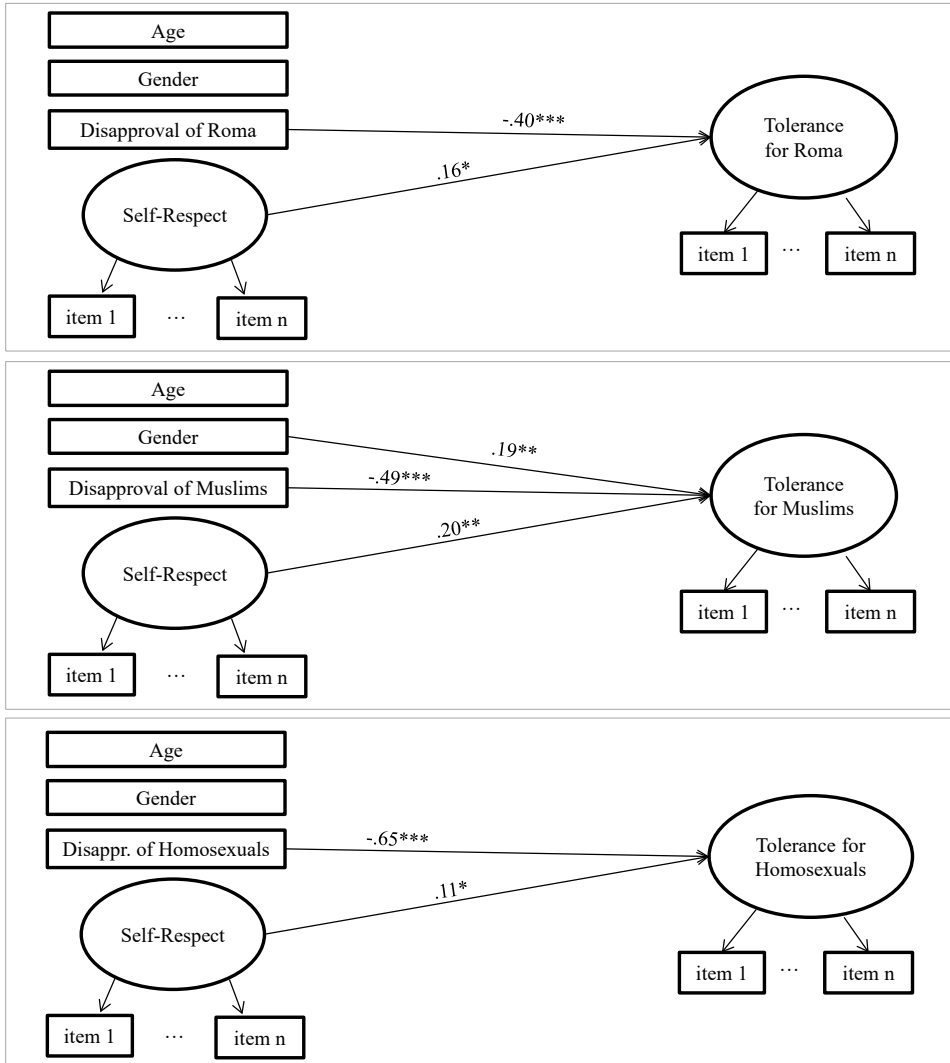 Age
Gender
Disapproval of Roma
-.40***
Tolerance
for Roma
.16*
Self-Respect
item 1
...
item n
item 1
...
item n
Age
Gender
.19**
Disapproval of Muslims
-.49***
Tolerance
for Muslims
.20**
Self-Respect
item 1
...
item n
item 1
...
item n
Age
Gender
Disappr. of Homosexuals
-.65***
Tolerance for
Homosexuals
.11*
Self-Respect
item 1
...
item n
item 1
...
item n